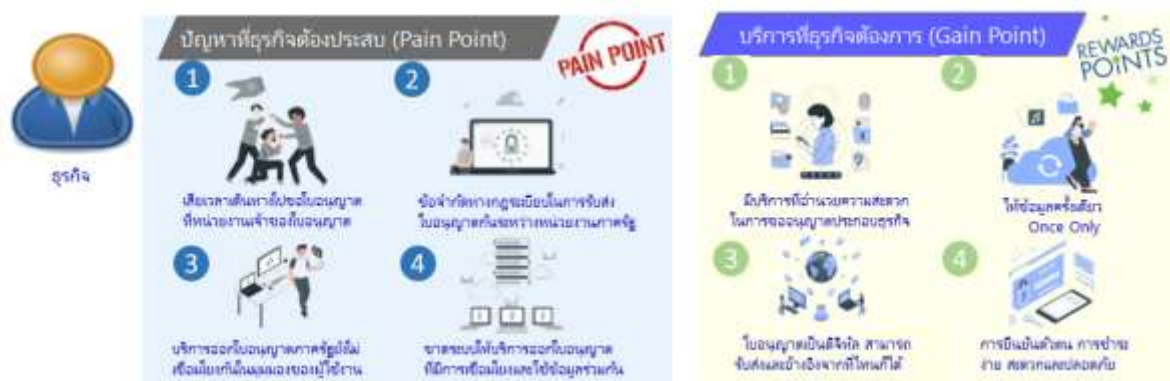 ธุรกิจ
ปัญหาที่ธุรกิจต้องประสบ (Pain Point)
PAIN POINT
1
เสียเวลาเดินทางไปขอใบอนุญาต
ที่หน่วยงานเจ้าของใบอนุญาต
2
ข้อจำกัดทางกฎระเบียบในการรับส่ง
ใบอนุญาตกันระหว่างหน่วยงานภาครัฐ
3
บริการออกใบอนุญาตภาครัฐยังไม่
เชื่อมโยงกันในมุมมองของผู้ใช้งาน
4
ขาดระบบให้บริการออกใบอนุญาต
ที่มีการเชื่อมโยงและใช้ข้อมูลร่วมกัน
บริการที่ธุรกิจต้องการ (Gain Point)
REWARDS
POINTS
1
มีบริการที่อำนวยความสะดวก
ในการขออนุญาตประกอบธุรกิจ
2
ให้ข้อมูลครั้งเดียว
Once Only
3
ใบอนุญาตเป็นดิจิทัล สามารถ
รับส่งและอ้างอิงจากที่ไหนก็ได้
4
การยืนยันตัวตน การชำระ
ง่าย สะดวกและปลอดภัย